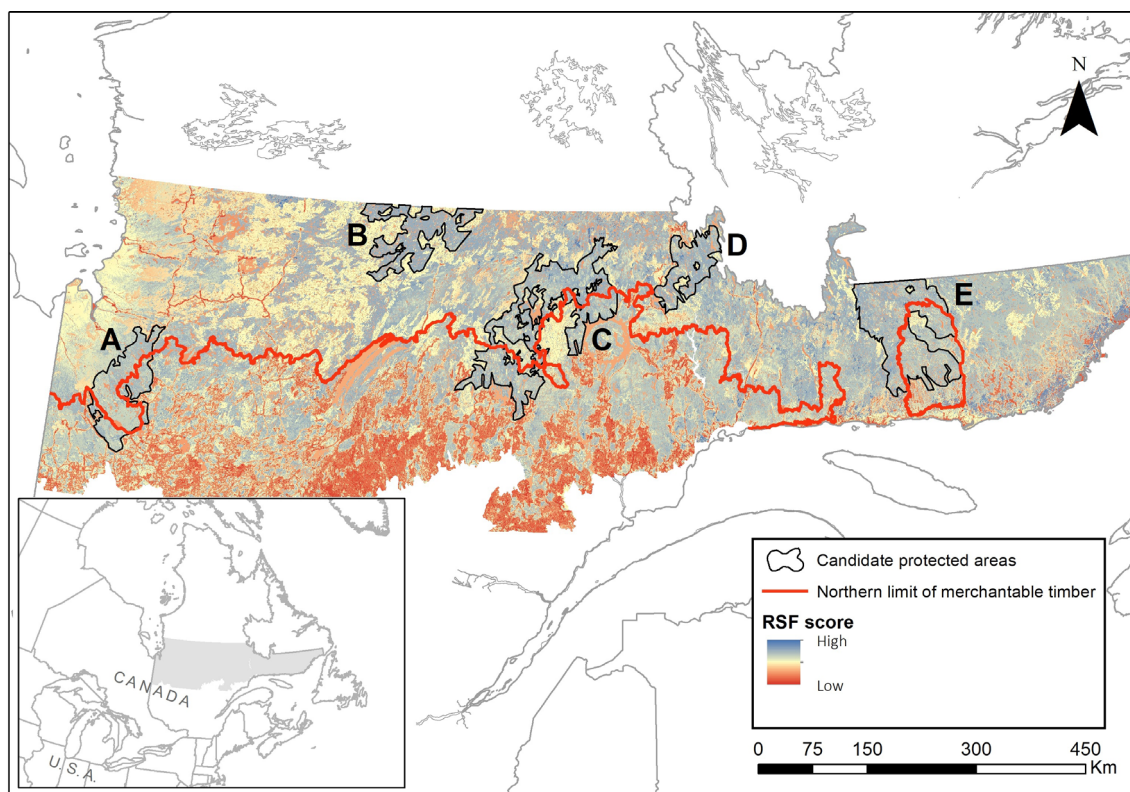 N
B
D
E
A
C
CANADA
U.S.A.
Candidate protected areas
Northern limit of merchantable timber
RSF score
High
Low
0 75 150 300 450
Km